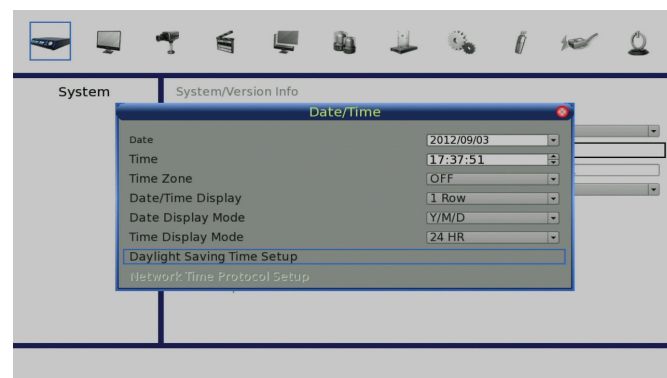 System
System/Version Info
Date/Time
Date 2012/09/03
Time 17:37:51
Time Zone OFF
Date/Time Display 1 Row
Date Display Mode Y/M/D
Time Display Mode 24 HR
Daylight Saving Time Setup
Network Time Protocol Setup